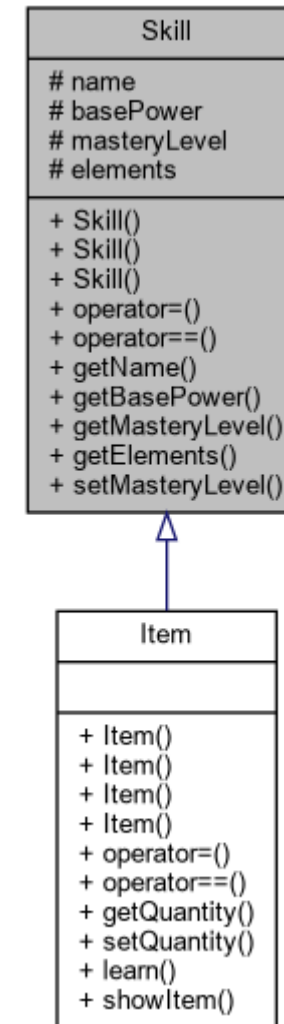 Skill
# name
# basePower
# masteryLevel
# elements
+ Skill()
+ Skill()
+ Skill()
+ operator=()
+ operator==()
+ getName()
+ getBasePower()
+ getMasteryLevel()
+ getElements()
+ setMasteryLevel()
Item
+ Item()
+ Item()
+ Item()
+ Item()
+ operator=()
+ operator==()
+ getQuantity()
+ setQuantity()
+ learn()
+ showItem()